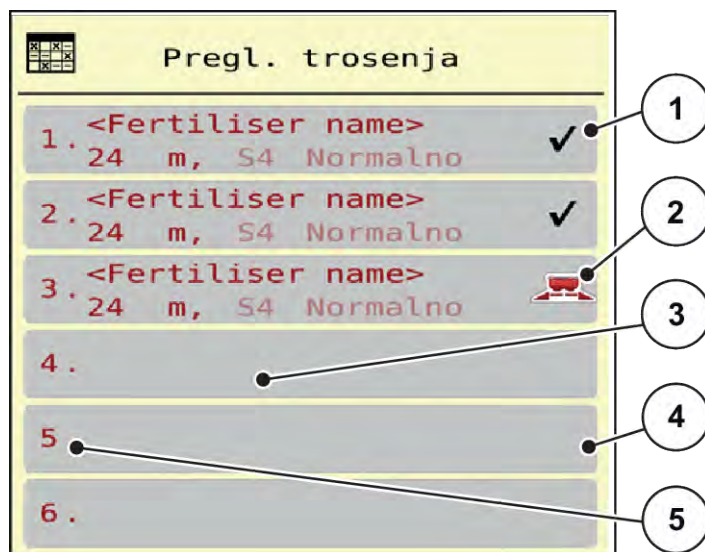 Pregl. trosenja
1. <Fertiliser name>
24 m, S4 Normalno
2. <Fertiliser name>
24 m, S4 Normalno
3. <Fertiliser name>
24 m, S4 Normalno
4.
5
6.
1
2
3
4
5